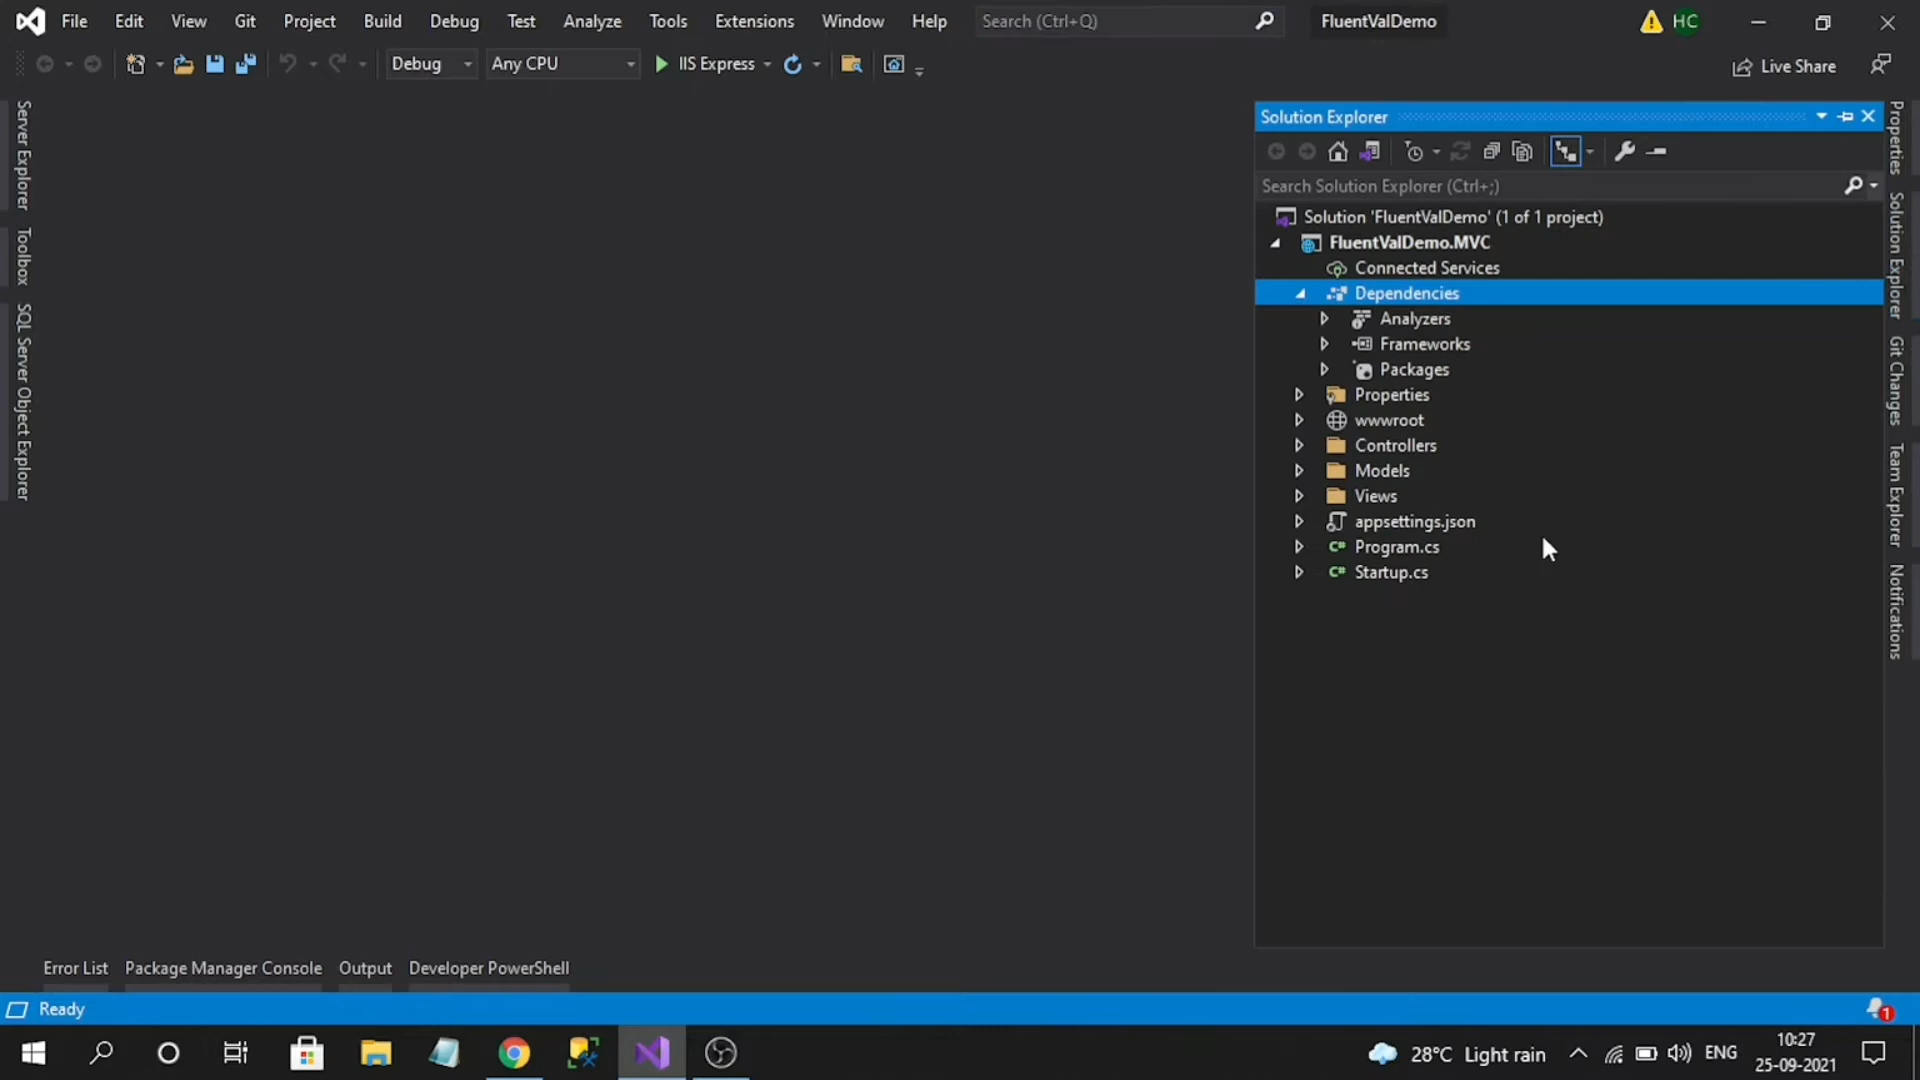 File Edit View Git Project Build Debug Test Analyze Tools Extensions Window Help Search (Ctrl+Q) FluentValDemo HC
Debug Any CPU IIS Express Live Share
Server Explorer
Toolbox
SQL Server Object Explorer
Solution Explorer
Search Solution Explorer (Ctrl+;)
Solution 'FluentValDemo' (1 of 1 project)
FluentValDemo.MVC
Connected Services
Dependencies
Analyzers
Frameworks
Packages
Properties
wwwroot
Controllers
Models
Views
appsettings.json
C# Program.cs
C# Startup.cs
Properties
Solution Explorer
Git Changes
Team Explorer
Notifications
Error List Package Manager Console Output Developer PowerShell
Ready 1
28°C Light rain ENG 10:27
25-09-2021